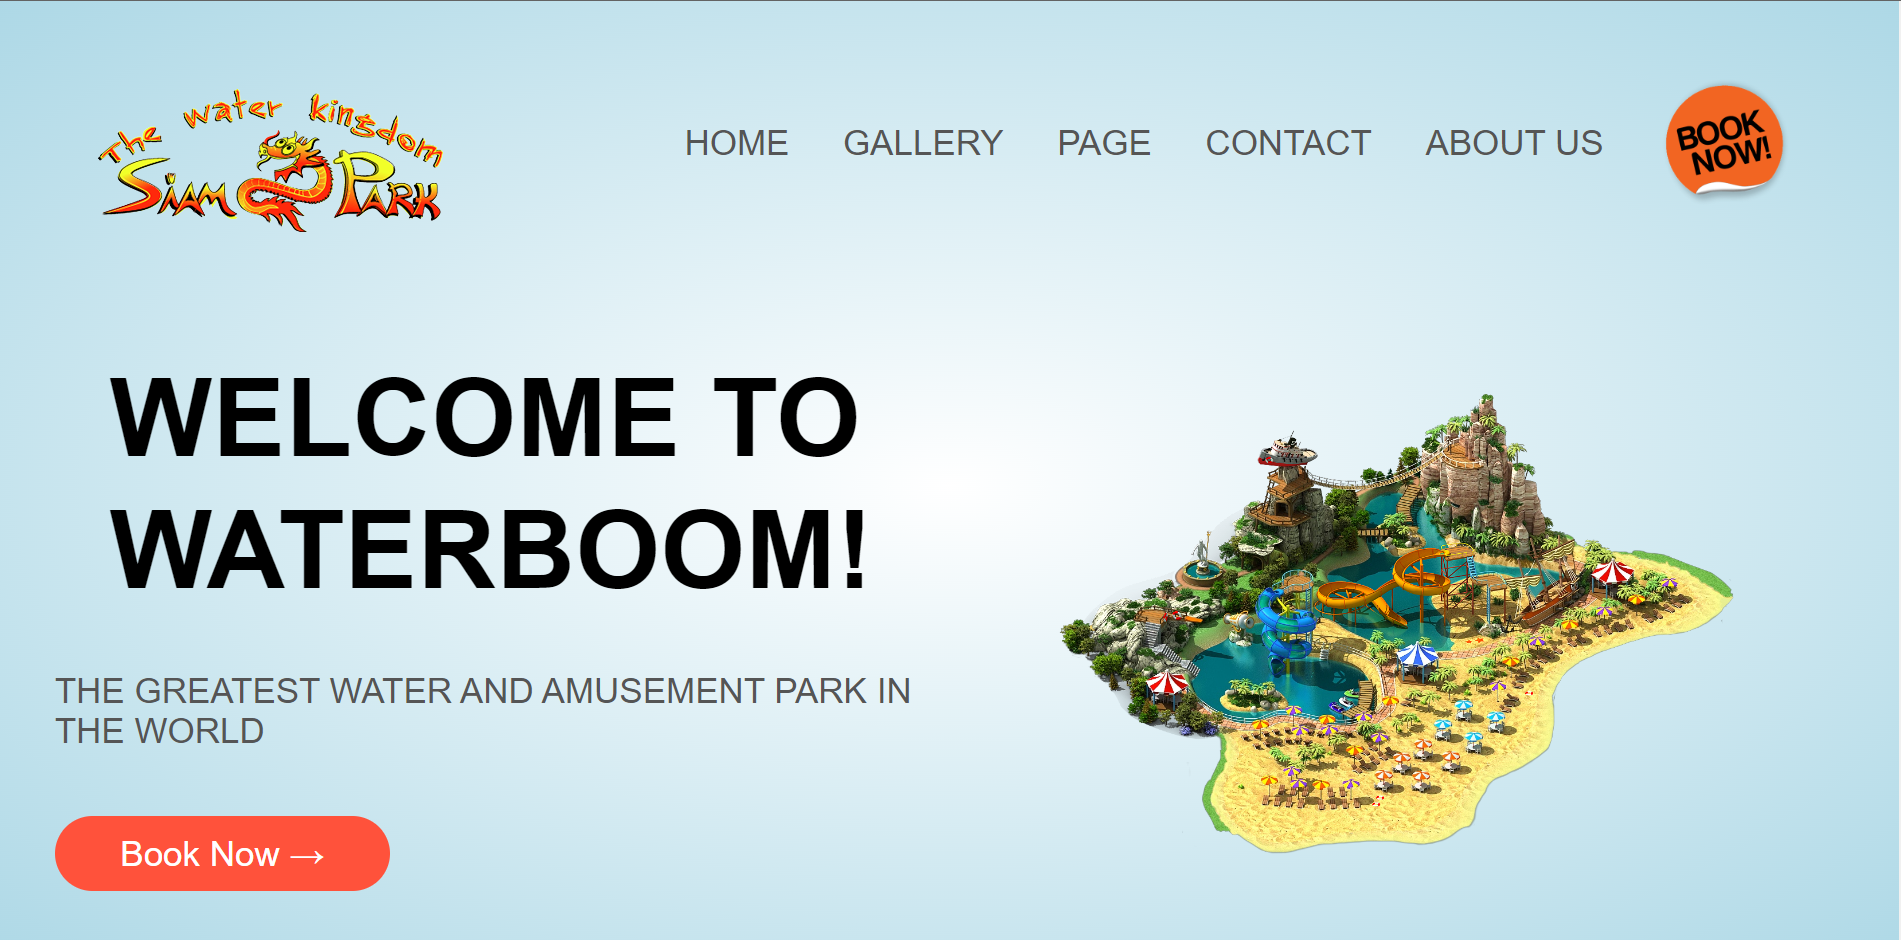 The water kingdom
SIAM PARK
HOME GALLERY PAGE CONTACT ABOUT US
BOOK
NOW!
WELCOME TO
WATERBOOM!
THE GREATEST WATER AND AMUSEMENT PARK IN
THE WORLD
Book Now →